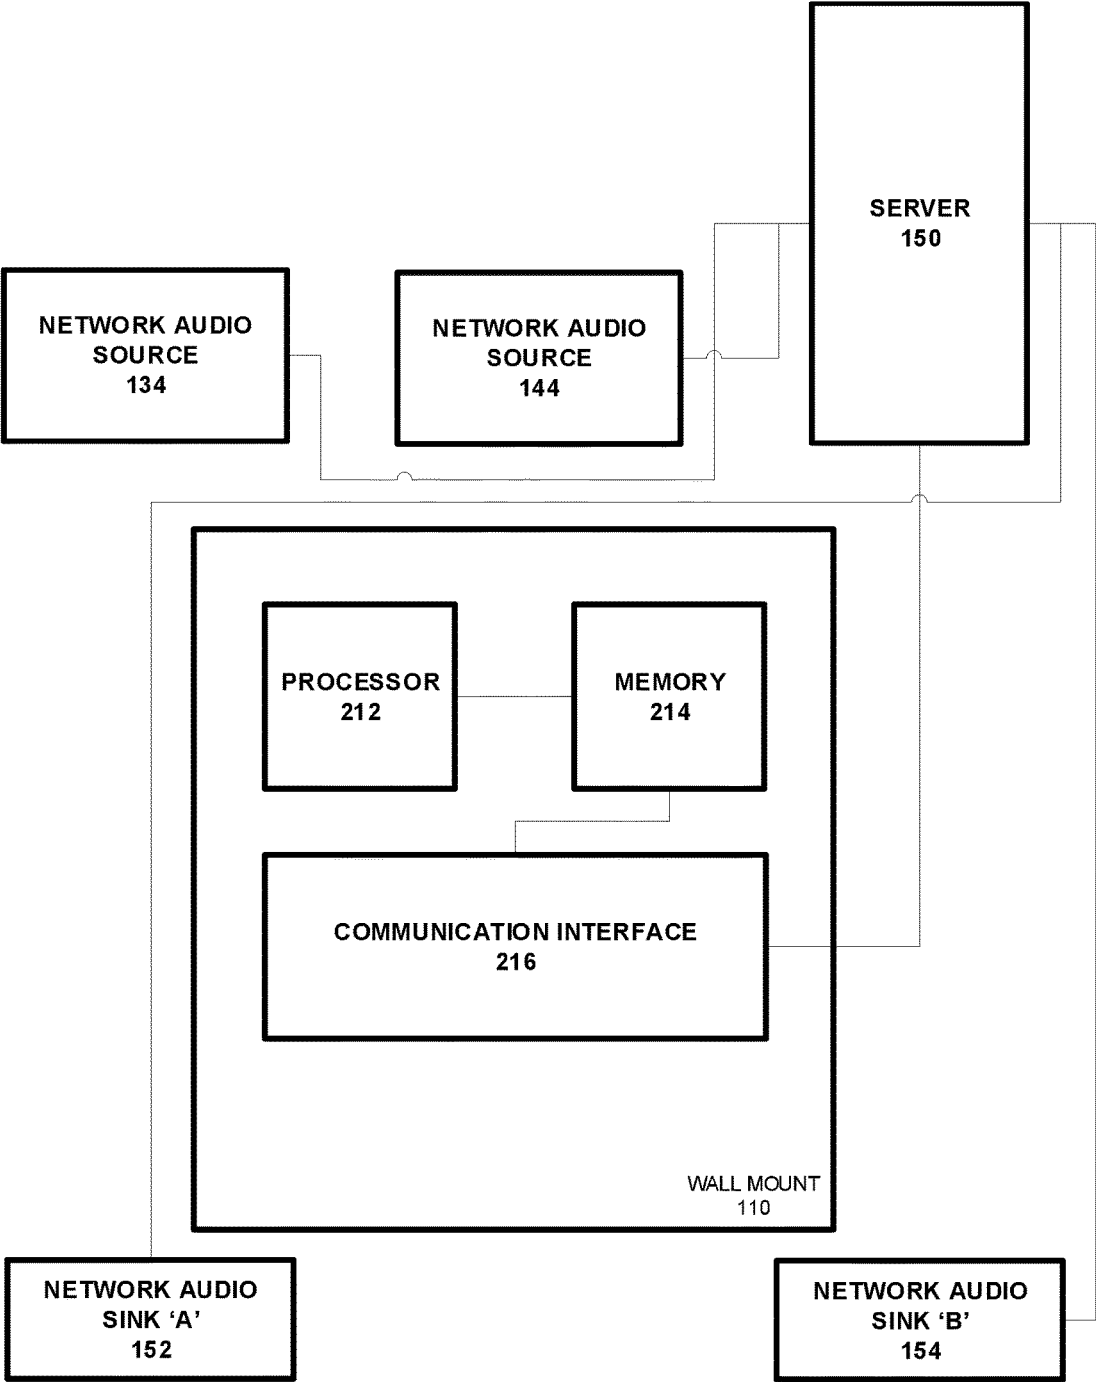 SERVER
150
NETWORK AUDIO
SOURCE
134
NETWORK AUDIO
SOURCE
144
PROCESSOR
212
MEMORY
214
COMMUNICATION INTERFACE
216
WALL MOUNT
110
NETWORK AUDIO
SINK ‘A’
152
NETWORK AUDIO
SINK ‘B’
154